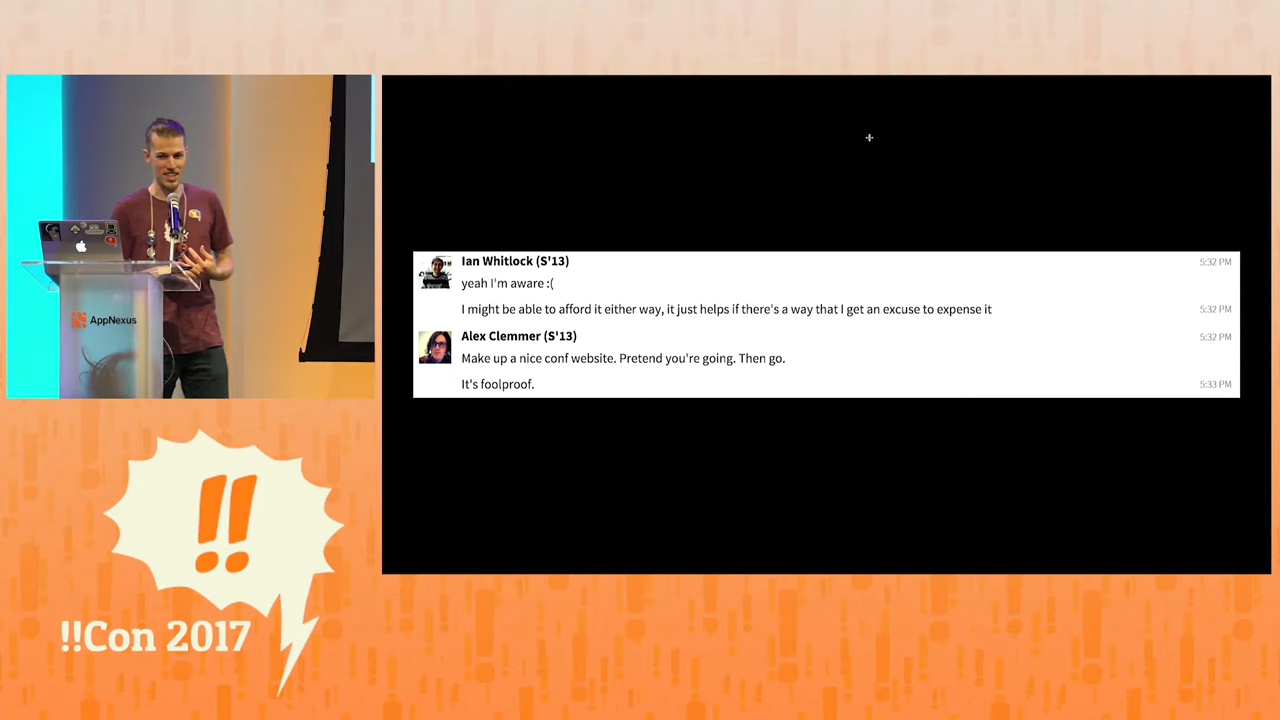 AppNexus
!!
!!Con 2017
Ian Whitlock (S'13) 5:32 PM
yeah I'm aware :(
I might be able to afford it either way, it just helps if there's a way that I get an excuse to expense it 5:32 PM
Alex Clemmer (S'13) 5:32 PM
Make up a nice conf website. Pretend you're going. Then go.
It's foolproof. 5:33 PM